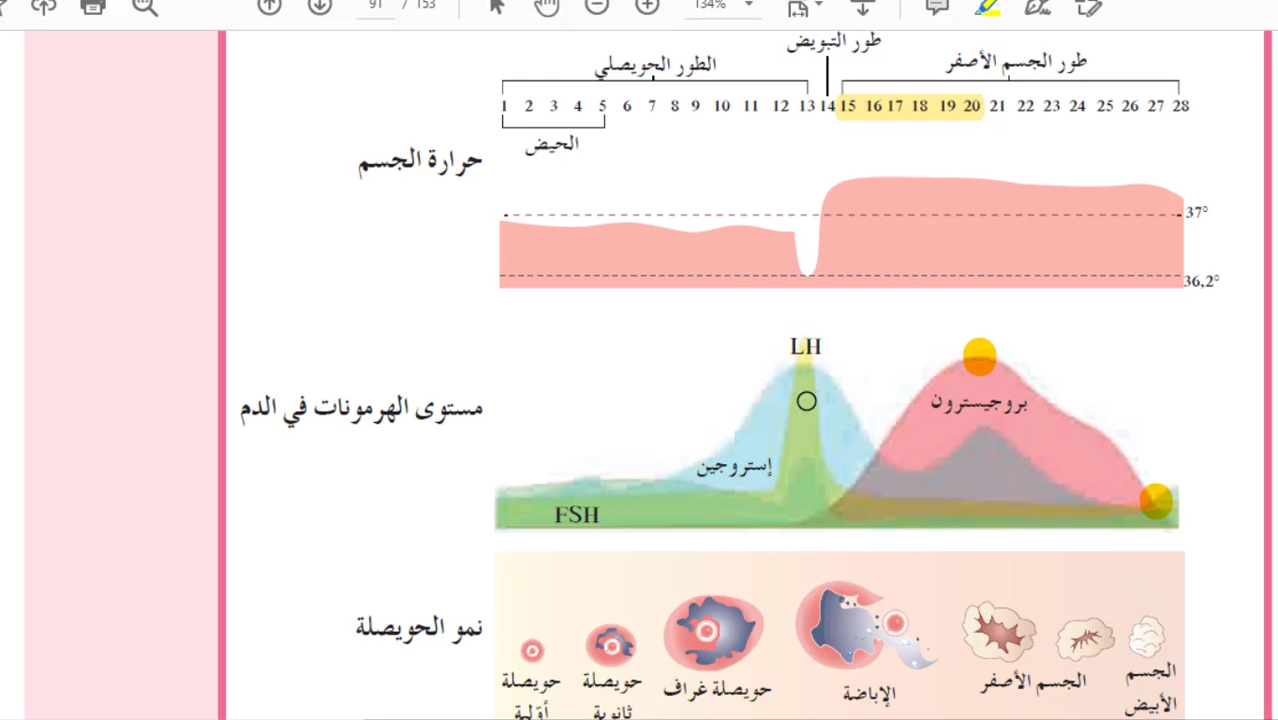 91 / 153
134%
طور التبويض
الطور الحويصلي
طور الجسم الأصفر
1 2 3 4 5 6 7 8 9 10 11 12 13 14 15 16 17 18 19 20 21 22 23 24 25 26 27 28
الحيض
حرارة الجسم
37°
36,2°
LH
بروجيسترون
مستوى الهرمونات في الدم
إستروجين
FSH
نمو الحويصلة
حويصلة أوّلية
حويصلة ثانوية
حويصلة غراف
الإباضة
الجسم الأصفر
الجسم الأبيض